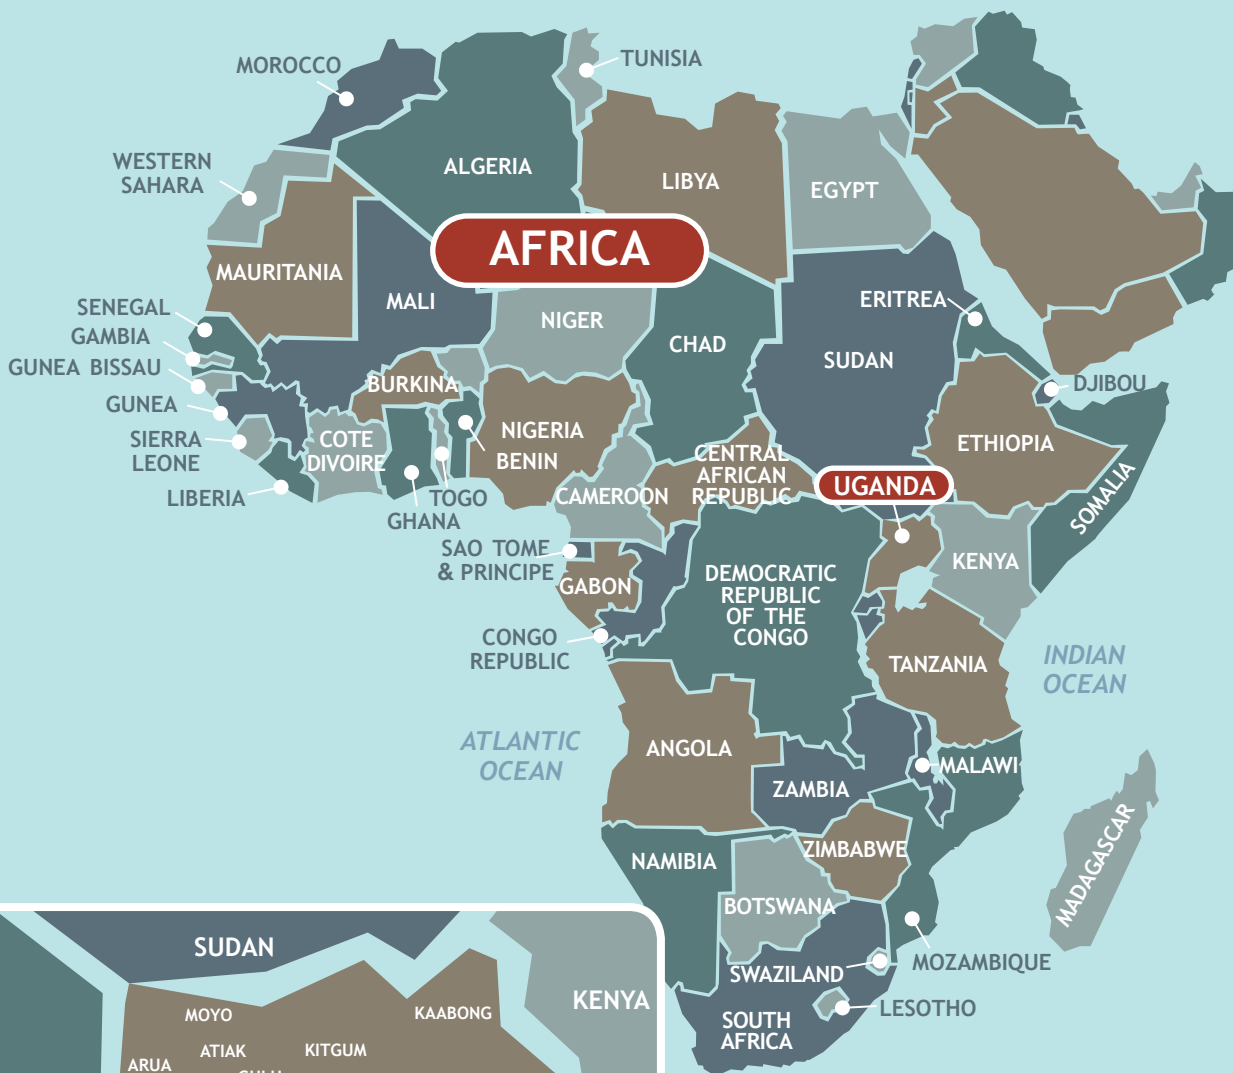 MOROCCO
TUNISIA
WESTERN
SAHARA
ALGERIA
LIBYA
EGYPT
AFRICA
MAURITANIA
MALI
NIGER
CHAD
SUDAN
ERITREA
SENEGAL
GAMBIA
GUNEA BISSAU
GUNEA
SIERRA
LEONE
LIBERIA
BURKINA
COTE
DIVOIRE
GHANA
TOGO
BENIN
NIGERIA
CAMEROON
CENTRAL
AFRICAN
REPUBLIC
DJIBOU
ETHIOPIA
SOMALIA
UGANDA
KENYA
SAO TOME
& PRINCIPE
GABON
CONGO
REPUBLIC
DEMOCRATIC
REPUBLIC
OF THE
CONGO
TANZANIA
INDIAN
OCEAN
ATLANTIC
OCEAN
ANGOLA
ZAMBIA
MALAWI
ZIMBABWE
NAMIBIA
BOTSWANA
MADAGASCAR
MOZAMBIQUE
SWAZILAND
LESOTHO
SOUTH
AFRICA
SUDAN
KENYA
MOYO
KAABONG
ATIAK
KITGUM
ARUA